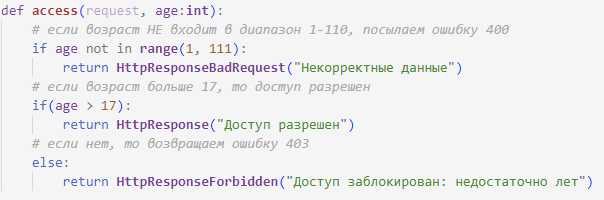 def access(request, age:int):
    # если возраст НЕ входит в диапазон 1-110, посылаем ошибку 400
    if age not in range(1, 111):
        return HttpResponseBadRequest("Некорректные данные")
    # если возраст больше 17, то доступ разрешен
    if(age > 17):
        return HttpResponse("Доступ разрешен")
    # если нет, то возвращаем ошибку 403
    else:
        return HttpResponseForbidden("Доступ заблокирован: недостаточно лет")